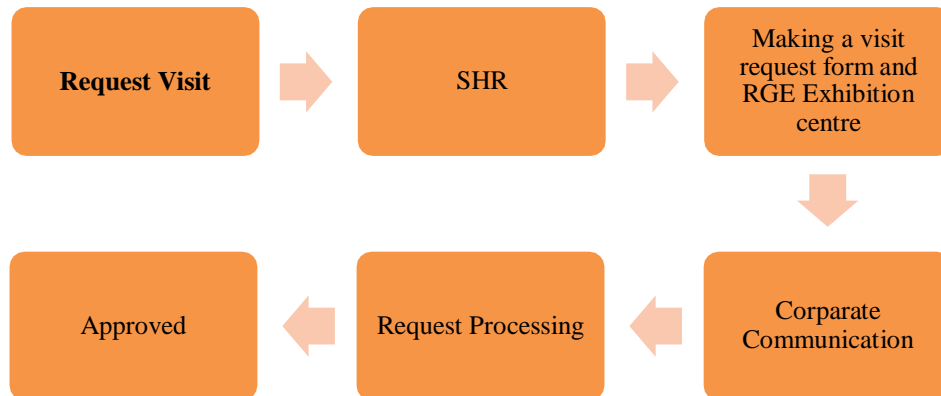 Request Visit
SHR
Making a visit
request form and
RGE Exhibition
centre
Corparate
Communication
Request Processing
Approved